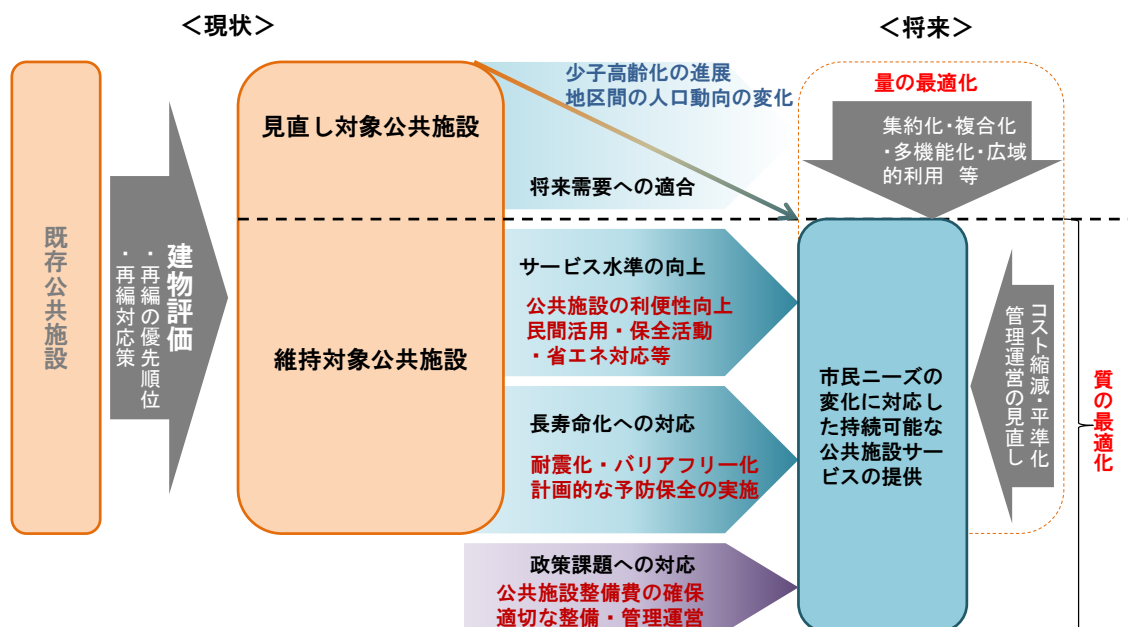 ＜現状＞
＜将来＞
既存公共施設
建物評価
・再編の優先順位
・再編対応策
見直し対象公共施設
維持対象公共施設
少子高齢化の進展
地区間の人口動向の変化
将来需要への適合
サービス水準の向上
公共施設の利便性向上
民間活用・保全活動
・省エネ対応等
長寿命化への対応
耐震化・バリアフリー化
計画的な予防保全の実施
政策課題への対応
公共施設整備費の確保
適切な整備・管理運営
量の最適化
集約化・複合化
・多機能化・広域
的利用 等
市民ニーズの
変化に対応し
た持続可能な
公共施設サー
ビスの提供
コスト縮減・平準化
管理運営の見直し
質の最適化